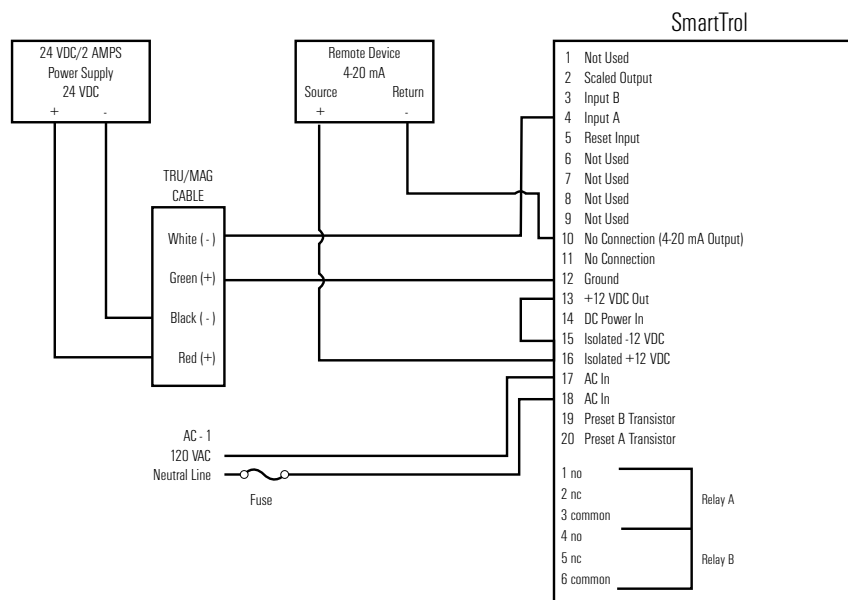 SmartTrol
24 VDC/2 AMPS
Power Supply
24 VDC
+ -
Remote Device
4-20 mA
Source Return
+ -
TRU/MAG
CABLE
White ( - )
Green (+)
Black ( - )
Red (+)
AC - 1
120 VAC
Neutral Line
Fuse
1 Not Used
2 Scaled Output
3 Input B
4 Input A
5 Reset Input
6 Not Used
7 Not Used
8 Not Used
9 Not Used
10 No Connection (4-20 mA Output)
11 No Connection
12 Ground
13 +12 VDC Out
14 DC Power In
15 Isolated -12 VDC
16 Isolated +12 VDC
17 AC In
18 AC In
19 Preset B Transistor
20 Preset A Transistor
1 no
2 nc
3 common
Relay A
4 no
5 nc
6 common
Relay B